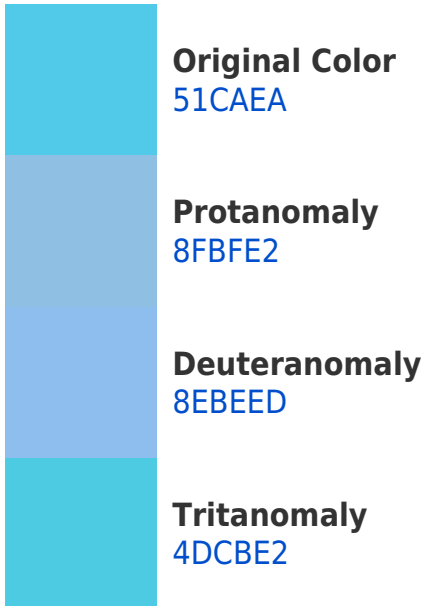 Original Color
51CAEA
Protanomaly
8FBFE2
Deuteranomaly
8EBEED
Tritanomaly
4DCBE2